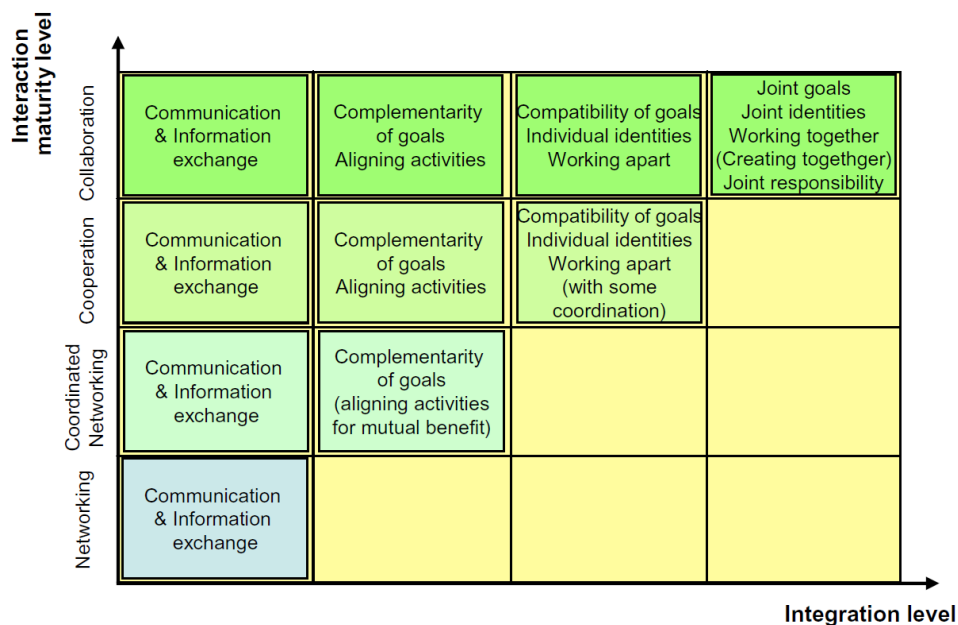 Interaction
maturity level
Collaboration
Communication
& Information
exchange
Complementarity
of goals
Aligning activities
Compatibility of goals
Individual identities
Working apart
Joint goals
Joint identities
Working together
(Creating togethger)
Joint responsibility
Cooperation
Communication
& Information
exchange
Complementarity
of goals
Aligning activities
Compatibility of goals
Individual identities
Working apart
(with some
coordination)
Coordinated
Networking
Communication
& Information
exchange
Complementarity
of goals
(aligning activities
for mutual benefit)
Networking
Communication
& Information
exchange
Integration level